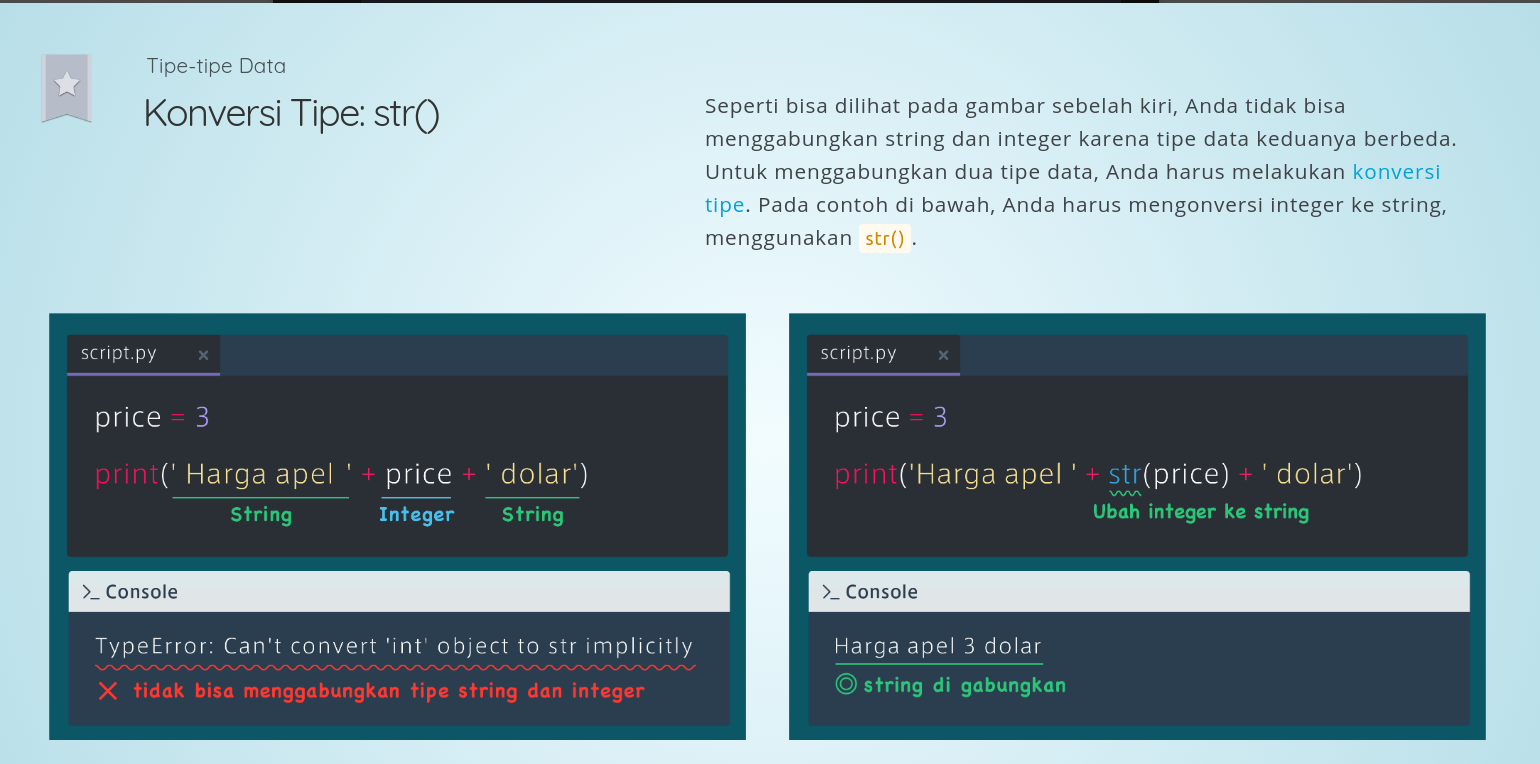 Tipe-tipe Data
Konversi Tipe: str()
Seperti bisa dilihat pada gambar sebelah kiri, Anda tidak bisa
menggabungkan string dan integer karena tipe data keduanya berbeda.
Untuk menggabungkan dua tipe data, Anda harus melakukan konversi
tipe. Pada contoh di bawah, Anda harus mengonversi integer ke string,
menggunakan str() .
script.py ×
price = 3
print(' Harga apel ' + price + ' dolar')
String Integer String
>_ Console
TypeError: Can't convert 'int' object to str implicitly
× tidak bisa menggabungkan tipe string dan integer
script.py ×
price = 3
print('Harga apel ' + str(price) + ' dolar')
Ubah integer ke string
>_ Console
Harga apel 3 dolar
◎ string di gabungkan